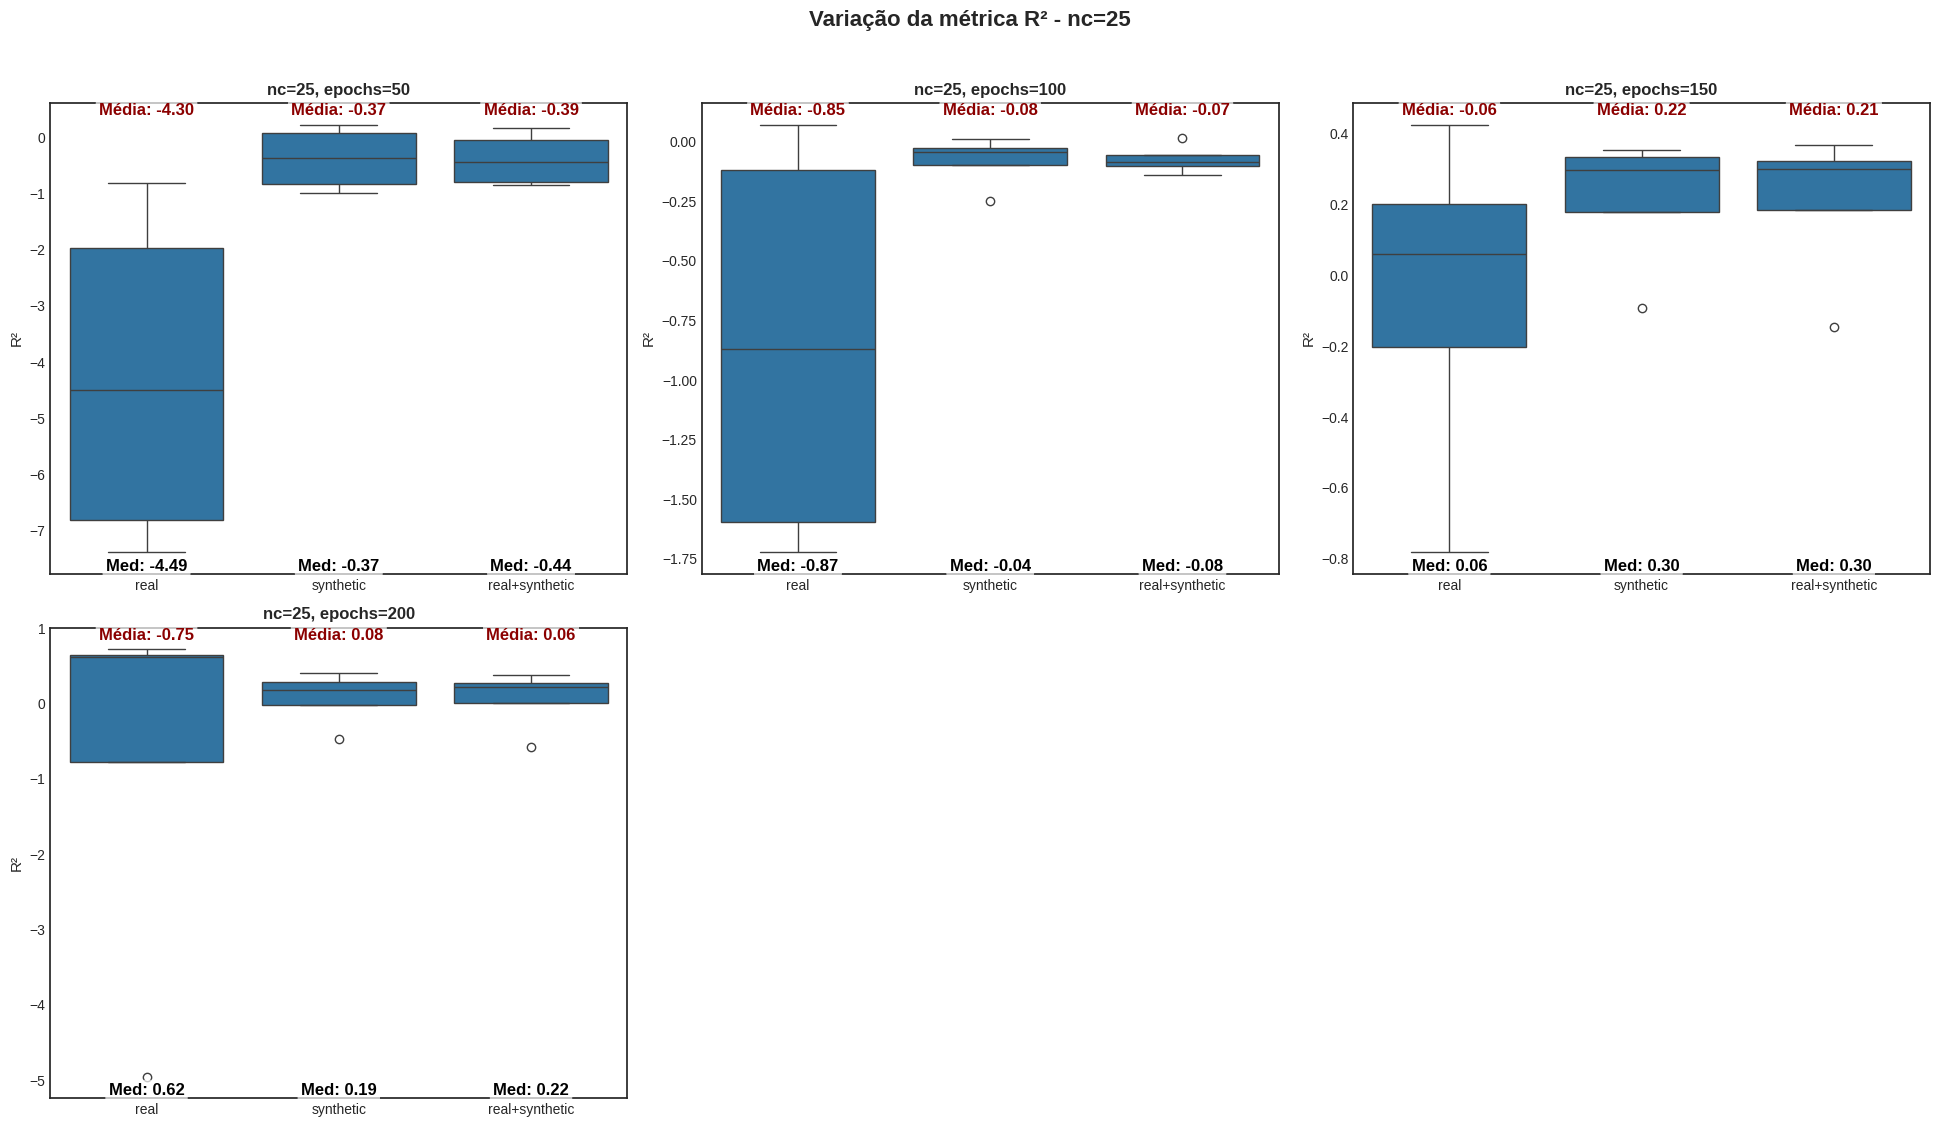 Variação da métrica R² - nc=25
nc=25, epochs=50
Média: -4.30
Média: -0.37
Média: -0.39
0
−1
−2
−3
−4
−5
−6
−7
R²
Med: -4.49
Med: -0.37
Med: -0.44
real
synthetic
real+synthetic
nc=25, epochs=100
Média: -0.85
Média: -0.08
Média: -0.07
0.00
−0.25
−0.50
−0.75
−1.00
−1.25
−1.50
−1.75
R²
Med: -0.87
Med: -0.04
Med: -0.08
real
synthetic
real+synthetic
nc=25, epochs=150
Média: -0.06
Média: 0.22
Média: 0.21
0.4
0.2
0.0
−0.2
−0.4
−0.6
−0.8
R²
Med: 0.06
Med: 0.30
Med: 0.30
real
synthetic
real+synthetic
nc=25, epochs=200
Média: -0.75
Média: 0.08
Média: 0.06
1
0
−1
−2
−3
−4
−5
R²
Med: 0.62
Med: 0.19
Med: 0.22
real
synthetic
real+synthetic